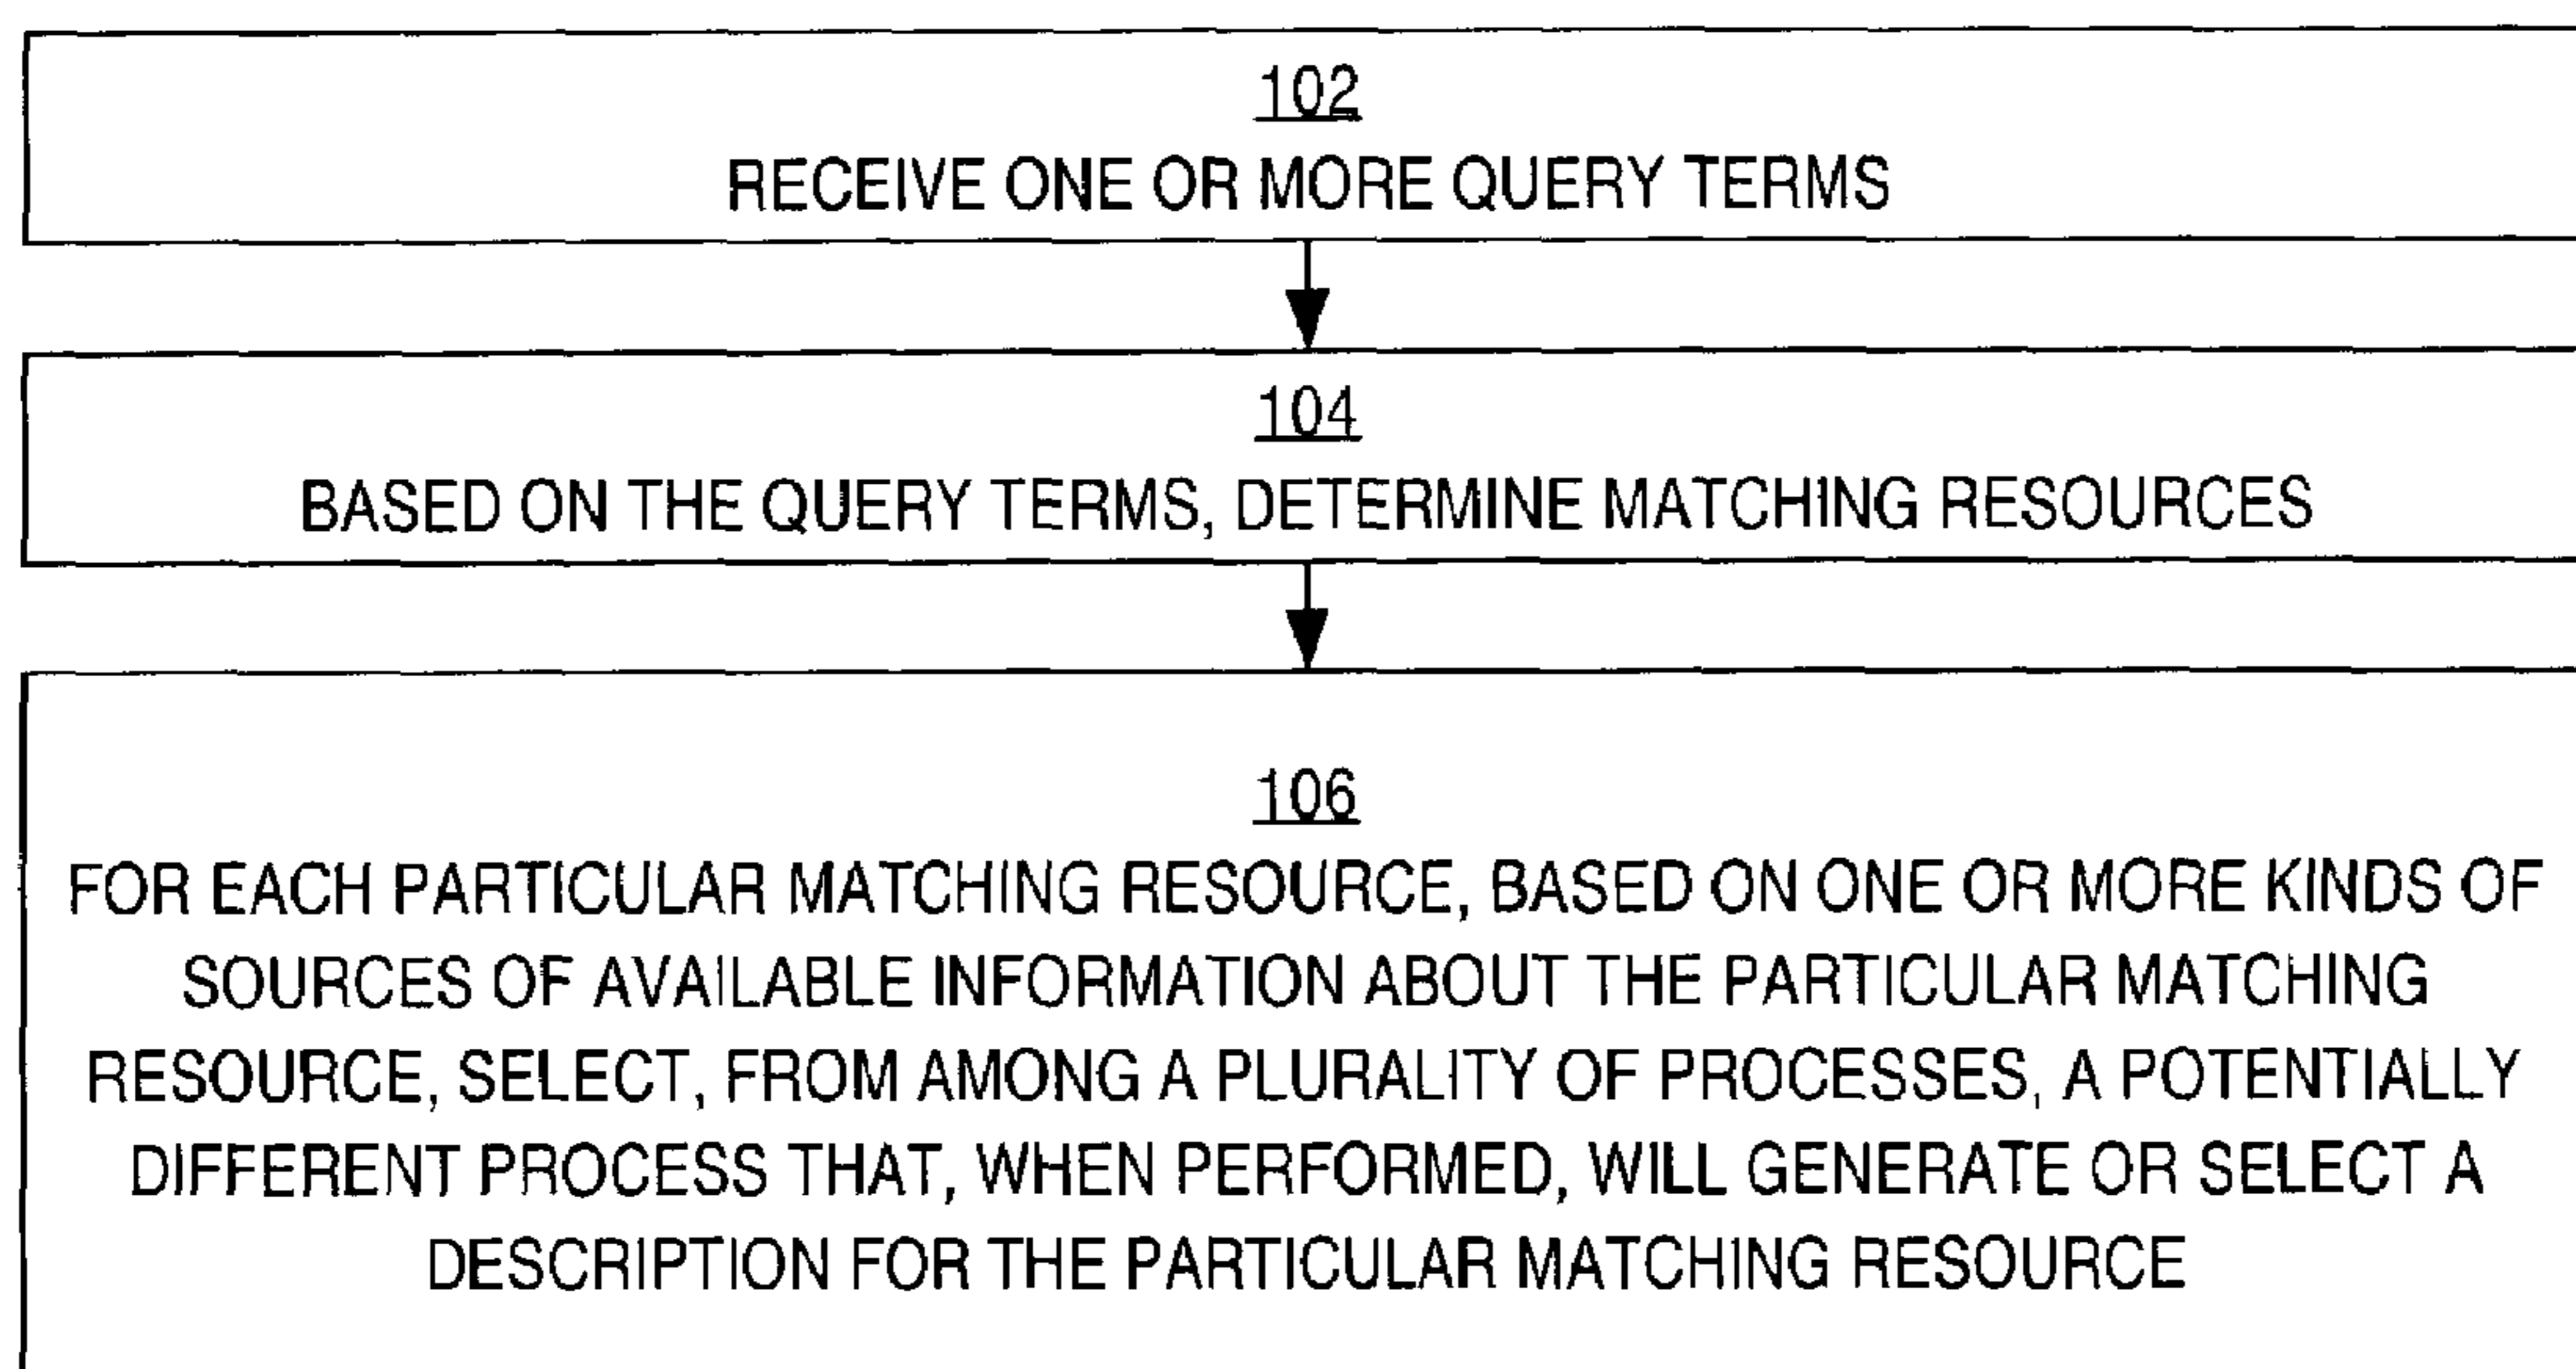 102
RECEIVE ONE OR MORE QUERY TERMS
104
BASED ON THE QUERY TERMS, DETERMINE MATCHING RESOURCES
106
FOR EACH PARTICULAR MATCHING RESOURCE, BASED ON ONE OR MORE KINDS OF
SOURCES OF AVAILABLE INFORMATION ABOUT THE PARTICULAR MATCHING
RESOURCE, SELECT, FROM AMONG A PLURALITY OF PROCESSES, A POTENTIALLY
DIFFERENT PROCESS THAT, WHEN PERFORMED, WILL GENERATE OR SELECT A
DESCRIPTION FOR THE PARTICULAR MATCHING RESOURCE